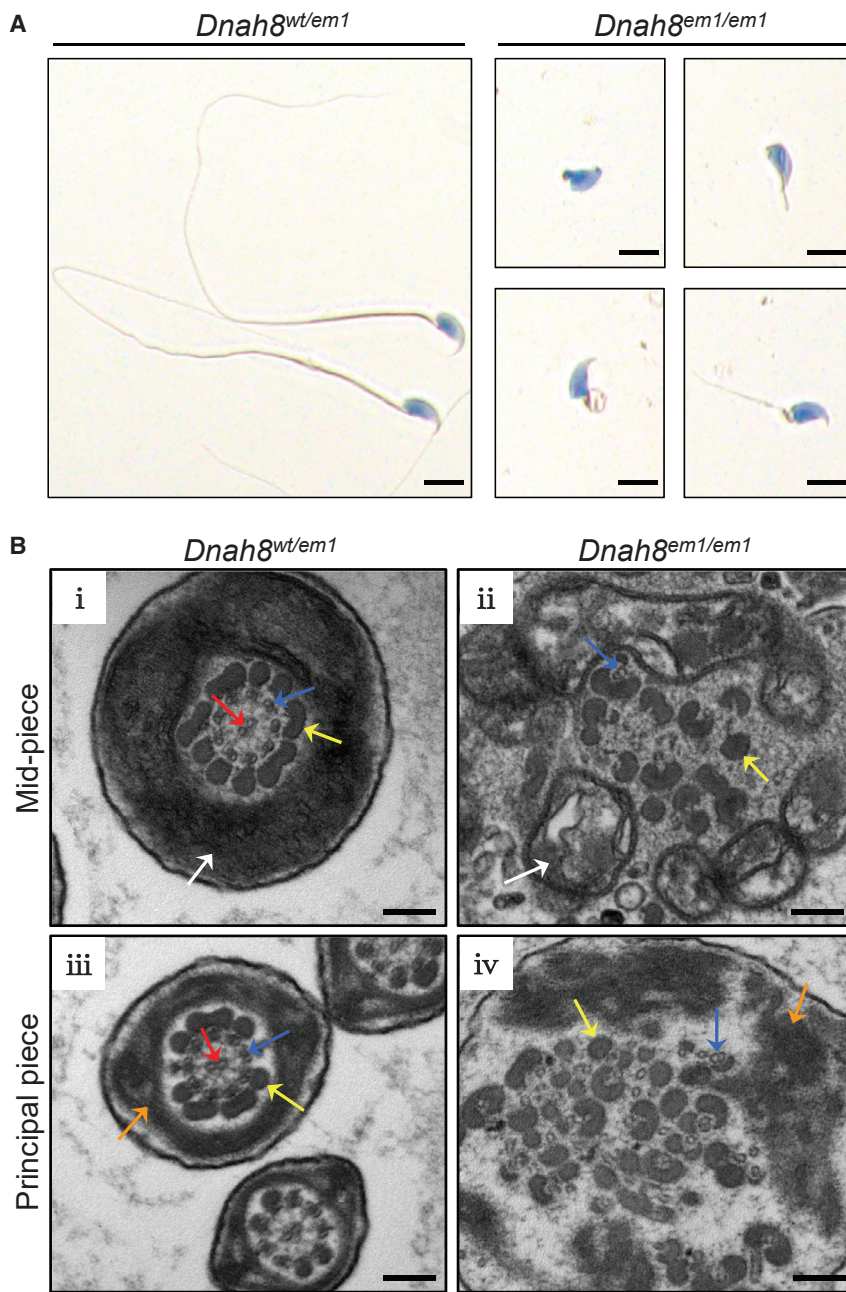 A
Dnah8wt/em1 Dnah8em1/em1
B
Dnah8wt/em1 Dnah8em1/em1
Mid-piece
i ii
Principal piece
iii iv